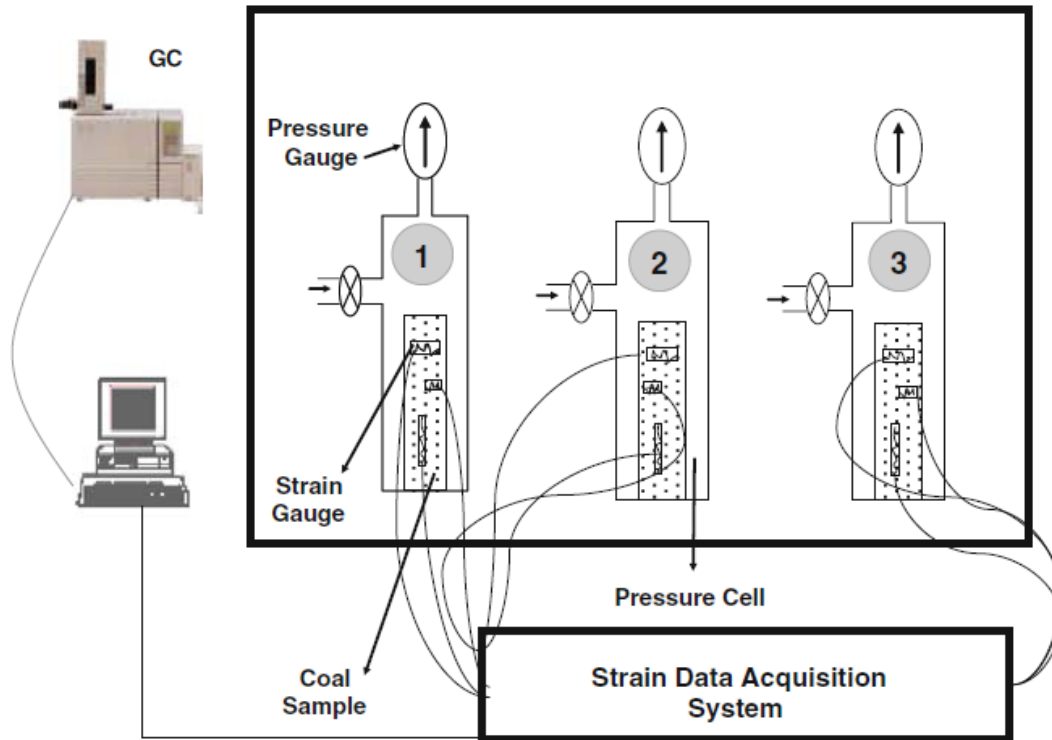 GC
Pressure
Gauge
1
2
3
Strain
Gauge
Pressure Cell
Coal
Sample
Strain Data Acquisition
System